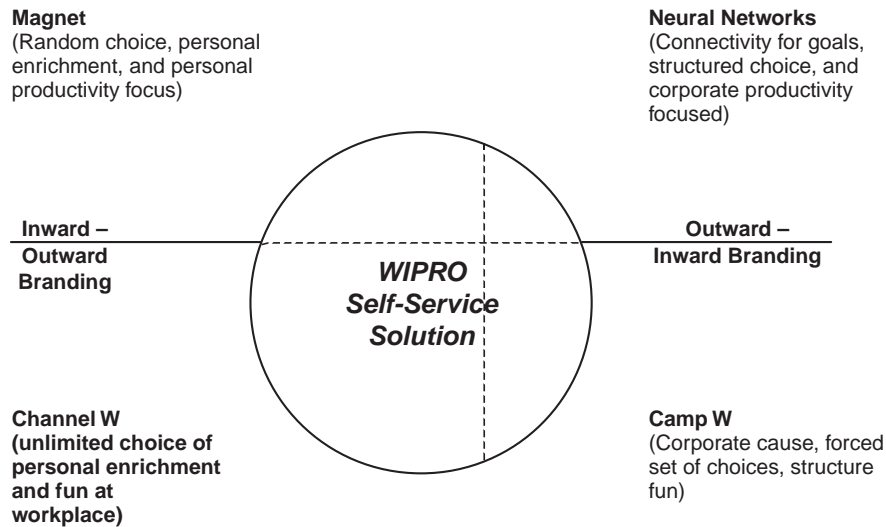 Magnet
(Random choice, personal
enrichment, and personal
productivity focus)
Neural Networks
(Connectivity for goals,
structured choice, and
corporate productivity
focused)
Inward –
Outward
Branding
Outward –
Inward Branding
WIPRO
Self-Service
Solution
Channel W
(unlimited choice of
personal enrichment
and fun at
workplace)
Camp W
(Corporate cause, forced
set of choices, structure
fun)